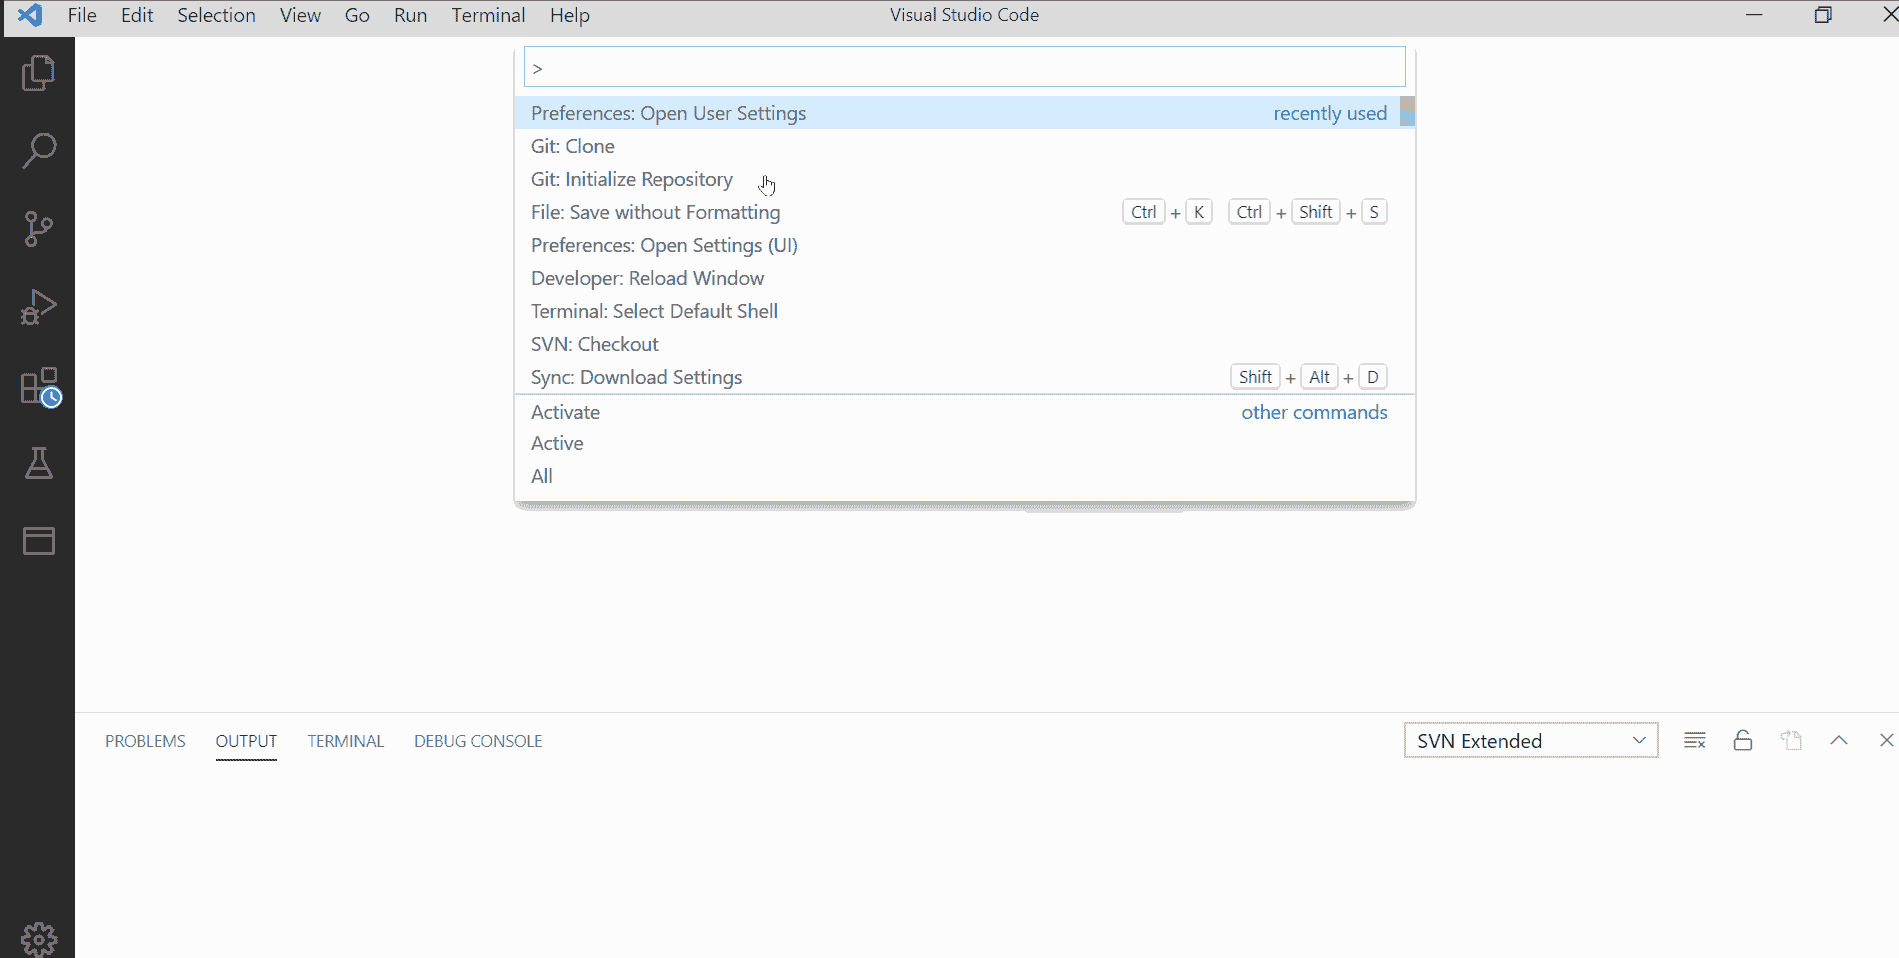 File Edit Selection View Go Run Terminal Help Visual Studio Code
>
Preferences: Open User Settings recently used
Git: Clone
Git: Initialize Repository
File: Save without Formatting Ctrl + K Ctrl + Shift + S
Preferences: Open Settings (UI)
Developer: Reload Window
Terminal: Select Default Shell
SVN: Checkout
Sync: Download Settings Shift + Alt + D
Activate other commands
Active
All
PROBLEMS OUTPUT TERMINAL DEBUG CONSOLE SVN Extended